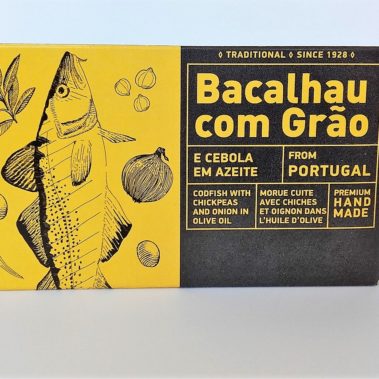 ◊ TRADITIONAL ◊ SINCE 1928 ◊
Bacalhau
com Grão
E CEBOLA
EM AZEITE
FROM
PORTUGAL
CODFISH WITH
CHICKPEAS
AND ONION IN
OLIVE OIL
MORUE CUITE
AVEC CHICHES
ET OIGNON DANS
L'HUILE D'OLIVE
PREMIUM
HAND
MADE